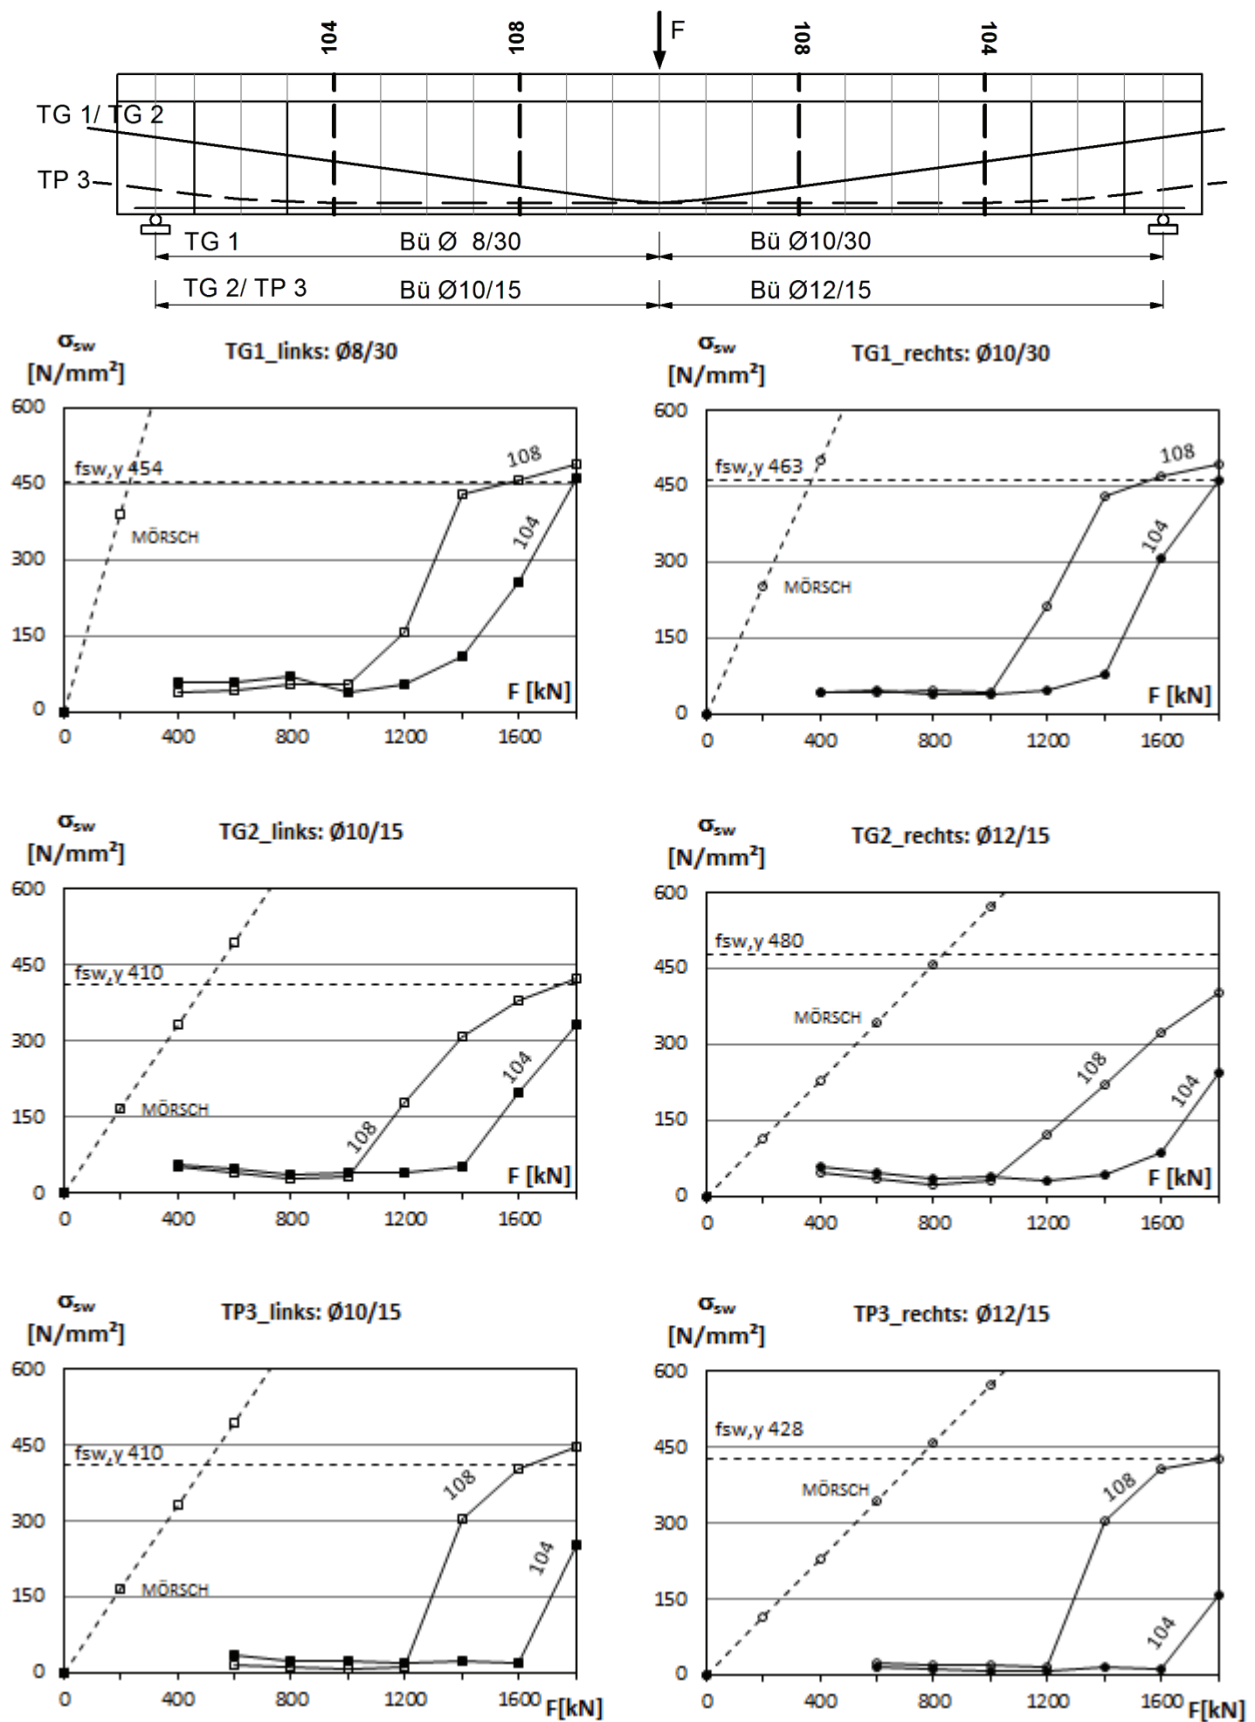 104
108
F
108
104
TG 1/ TG 2
TP 3
TG 1 Bü Ø 8/30 Bü Ø10/30
TG 2/ TP 3 Bü Ø10/15 Bü Ø12/15
σsw
[N/mm²]
TG1_links: Ø8/30
600
450
300
150
0
fsw,y 454
MÖRSCH
108
104
F [kN]
0 400 800 1200 1600
σsw
[N/mm²]
TG1_rechts: Ø10/30
600
450
300
150
0
fsw,y 463
MÖRSCH
108
104
F [kN]
0 400 800 1200 1600
σsw
[N/mm²]
TG2_links: Ø10/15
600
450
300
150
0
fsw,y 410
MÖRSCH
108
104
F [kN]
0 400 800 1200 1600
σsw
[N/mm²]
TG2_rechts: Ø12/15
600
450
300
150
0
fsw,y 480
MÖRSCH
108
104
F [kN]
0 400 800 1200 1600
σsw
[N/mm²]
TP3_links: Ø10/15
600
450
300
150
0
fsw,y 410
MÖRSCH
108
104
0 400 800 1200 1600 F[kN]
σsw
[N/mm²]
TP3_rechts: Ø12/15
600
450
300
150
0
fsw,y 428
MÖRSCH
108
104
0 400 800 1200 1600 F[kN]